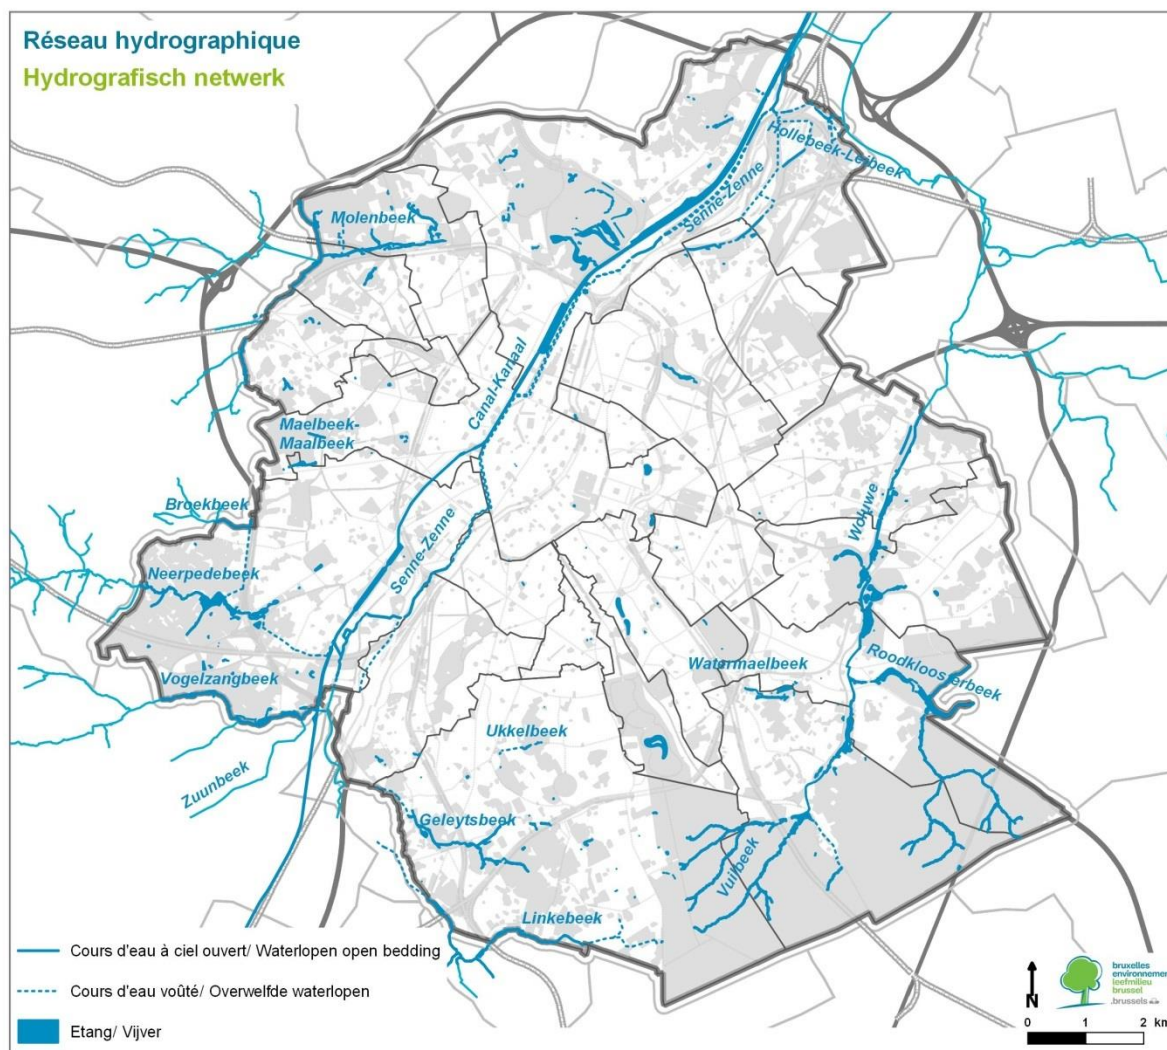 Réseau hydrographique
Hydrografisch netwerk
Hollebeek-Leibeek
Senne-Zenne
Molenbeek
Canal-Kanaal
Maelbeek-
Maalbeek
Broekbeek
Woluwe
Neerpedebeek
Senne-Zenne
Roodkloosterbeek
Watermaelbeek
Vogelzangbeek
Ukkelbeek
Zuunbeek
Geleytsbeek
Vuilbeek
Linkebeek
Cours d'eau à ciel ouvert/ Waterlopen open bedding
Cours d'eau voûté/ Overwelfde waterlopen
Etang/ Vijver
N
bruxelles
environnement
leefmilieu
brussel
.brussels
0 1 2 km